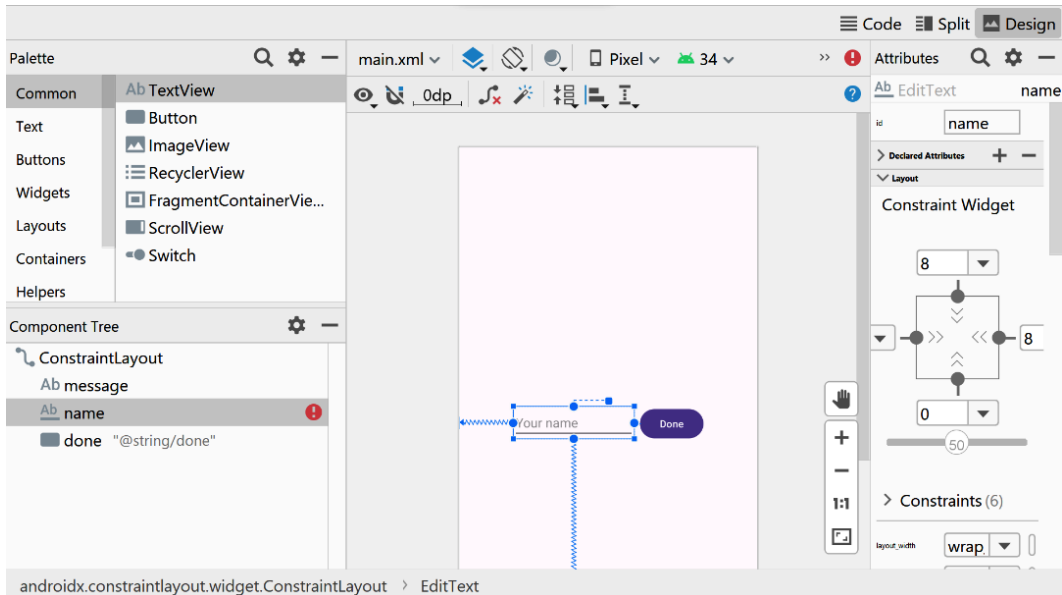 Code Split Design
Palette
main.xml Pixel 34
Attributes
0dp
Common
Text
Buttons
Widgets
Layouts
Containers
Helpers
Ab TextView
Button
ImageView
RecyclerView
FragmentContainerVie...
ScrollView
Switch
Component Tree
ConstraintLayout
Ab message
Ab name
done "@string/done"
Your name
Done
1:1
Ab EditText name
id name
Declared Attributes
Layout
Constraint Widget
8
8
0
50
Constraints (6)
layout_width wrap
androidx.constraintlayout.widget.ConstraintLayout > EditText